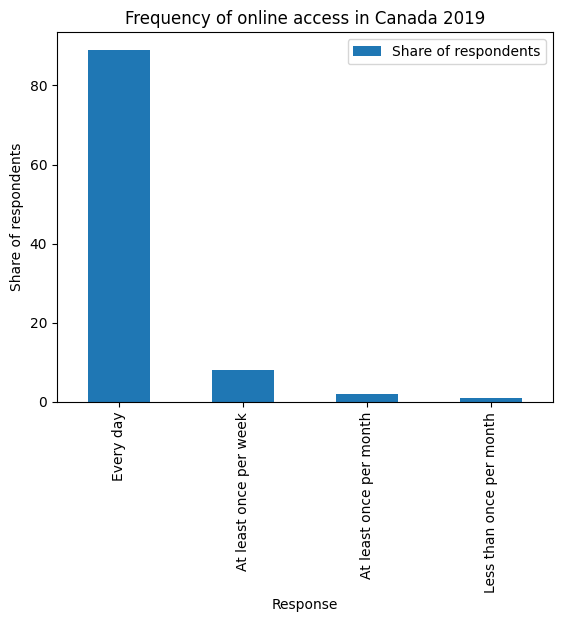 Frequency of online access in Canada 2019
Share of respondents
Share of respondents
80
60
40
20
0
Every day
At least once per week
At least once per month
Less than once per month
Response